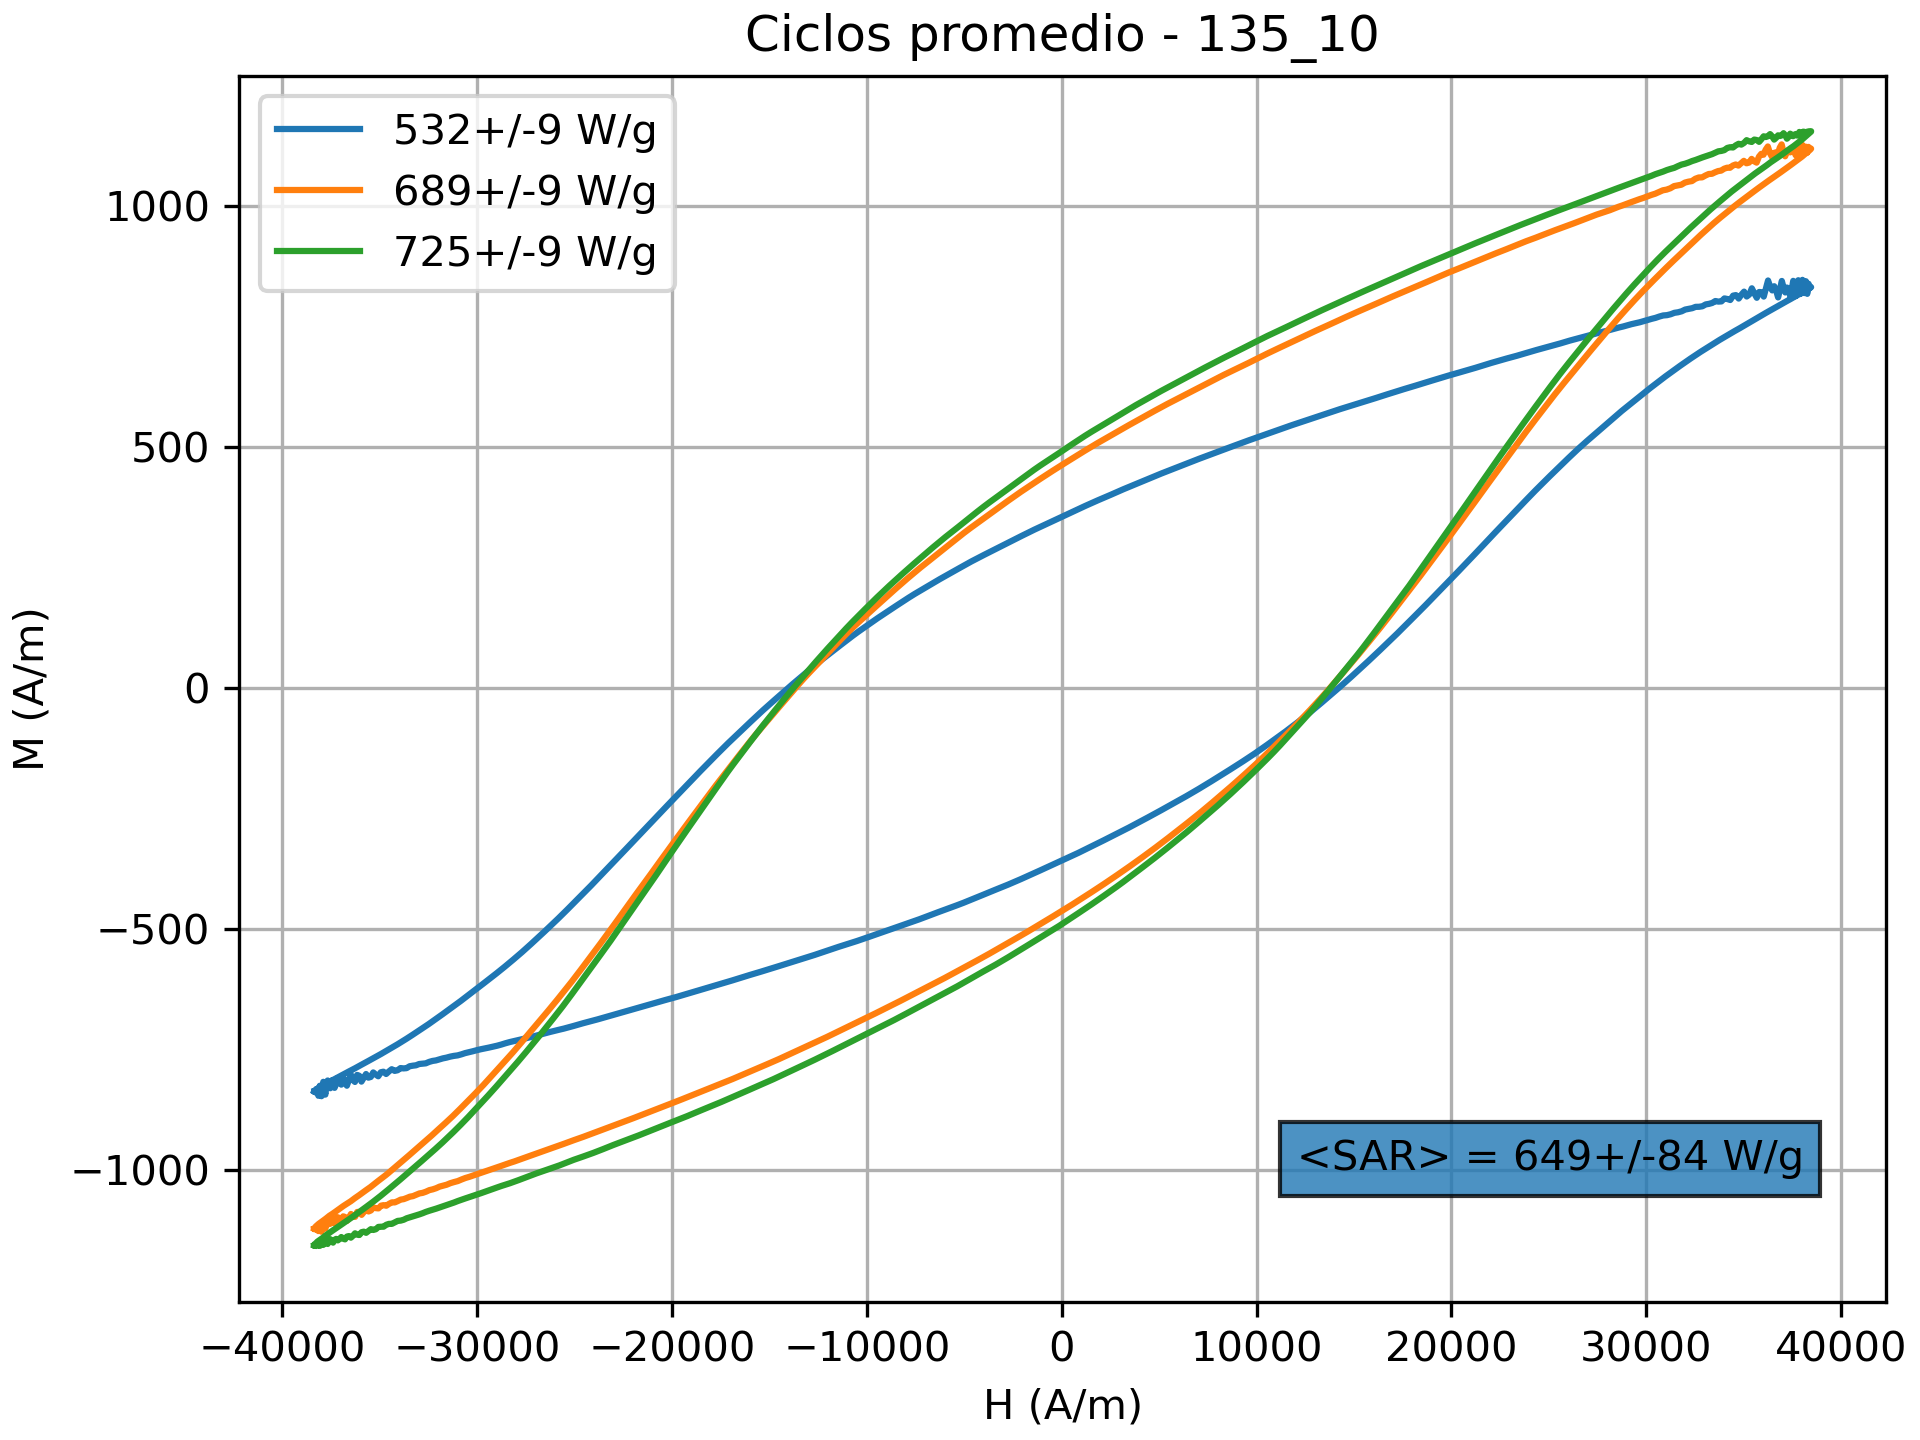 Ciclos promedio - 135_10
532+/-9 W/g
689+/-9 W/g
725+/-9 W/g
1000
500
0
−500
−1000
M (A/m)
<SAR> = 649+/-84 W/g
−40000 −30000 −20000 −10000 0 10000 20000 30000 40000
H (A/m)